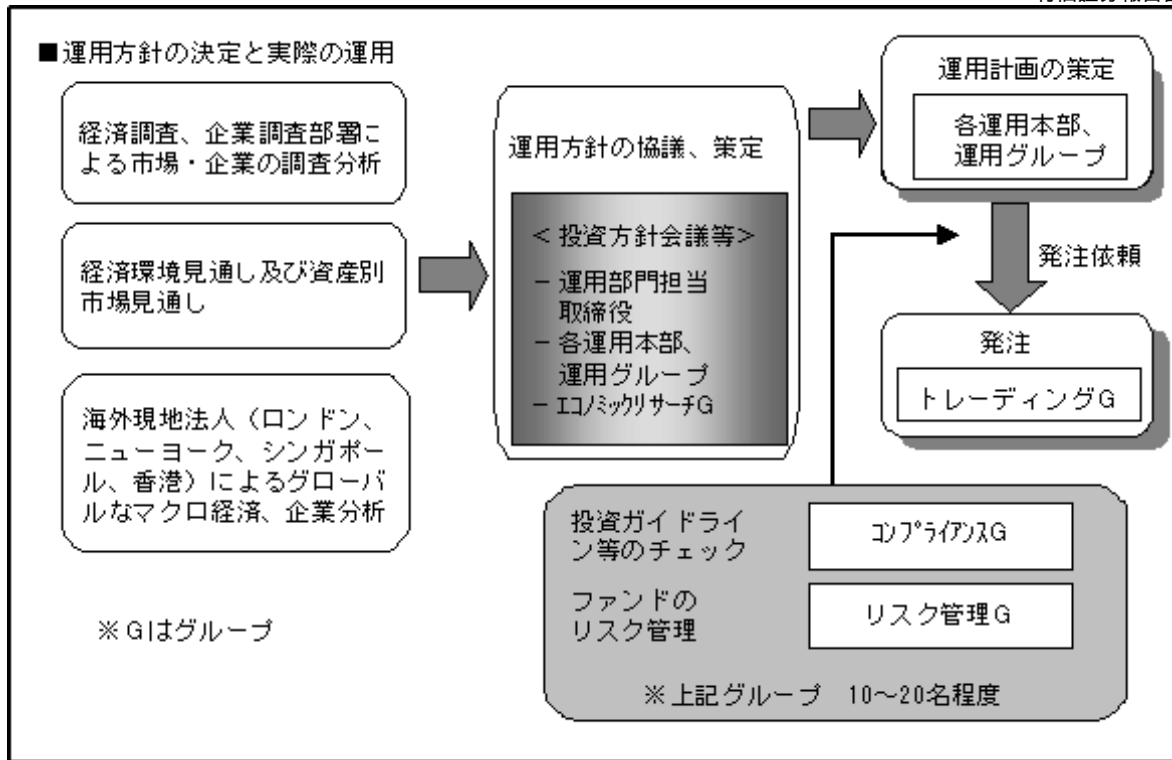 ■運用方針の決定と実際の運用
経済調査、企業調査部署に
よる市場・企業の調査分析
経済環境見通し及び資産別
市場見通し
海外現地法人（ロンドン、
ニューヨーク、シンガポー
ル、香港）によるグローバ
ルなマクロ経済、企業分析
※Gはグループ
運用方針の協議、策定
＜投資方針会議等＞
－運用部門担当
取締役
－各運用本部、
運用グループ
－ｴｺﾉﾐｯｸﾘｻｰﾁG
運用計画の策定
各運用本部、
運用グループ
発注依頼
発注
トレーディングG
投資ガイドライ
ン等のチェック
ｺﾝﾌﾟﾗｲｱﾝｽG
ファンドの
リスク管理
リスク管理G
※上記グループ　10～20名程度